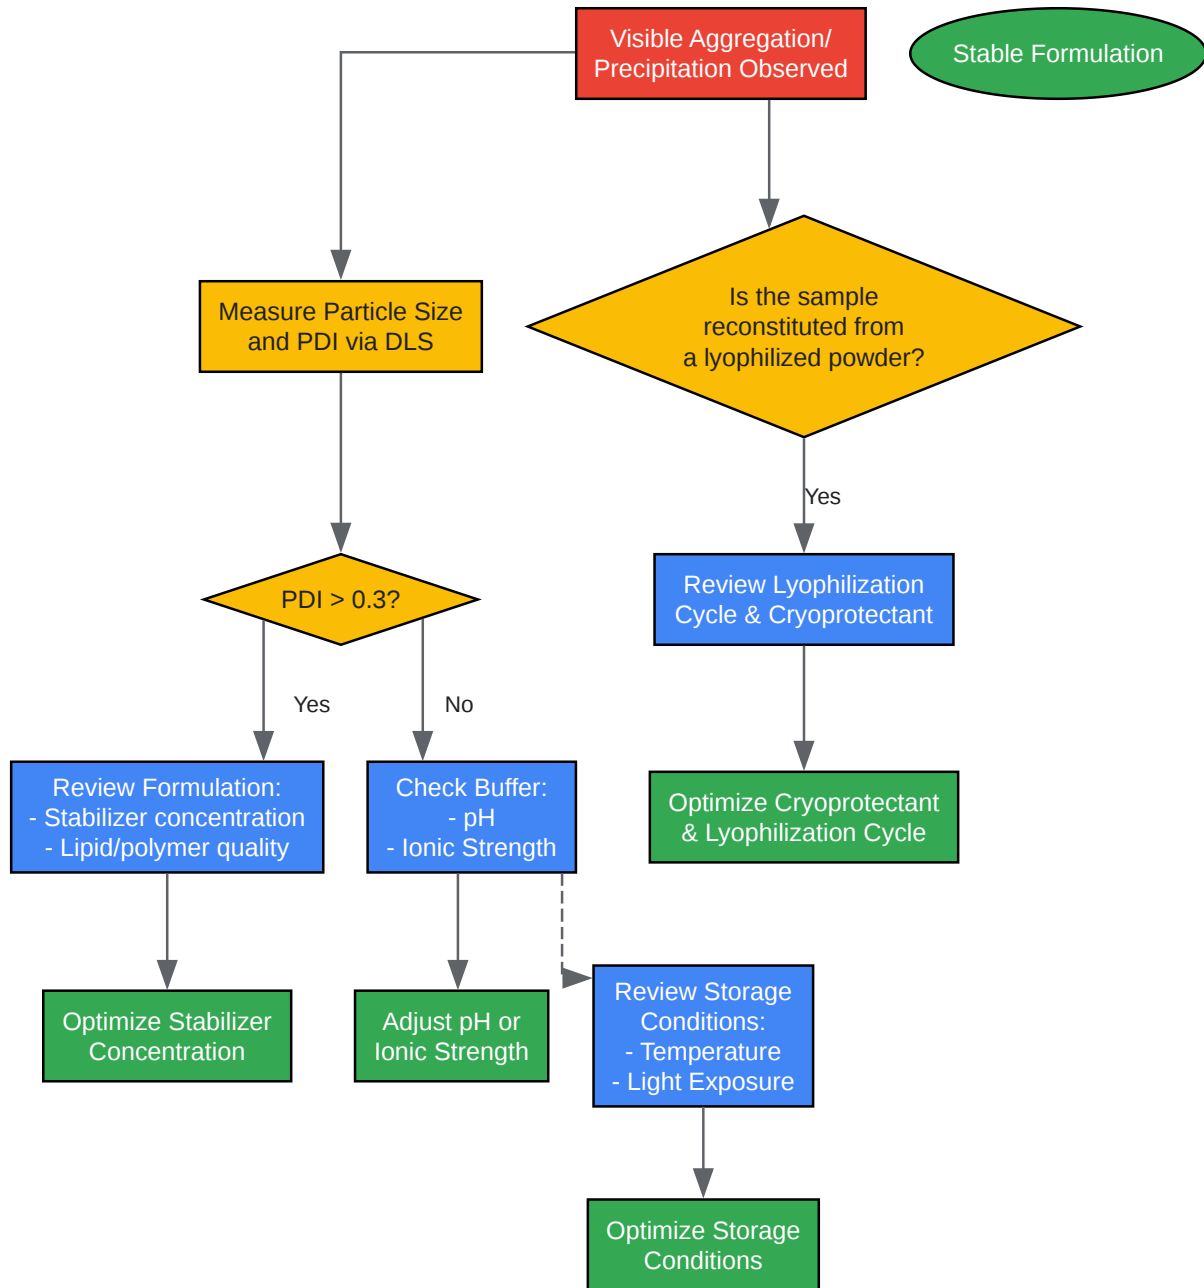 Visible Aggregation/
Precipitation Observed
Stable Formulation
Measure Particle Size
and PDI via DLS
Is the sample
reconstituted from
a lyophilized powder?
Yes
PDI > 0.3?
Review Lyophilization
Cycle & Cryoprotectant
Yes
No
Review Formulation:
- Stabilizer concentration
- Lipid/polymer quality
Check Buffer:
- pH
- Ionic Strength
Optimize Cryoprotectant
& Lyophilization Cycle
Optimize Stabilizer
Concentration
Adjust pH or
Ionic Strength
Review Storage
Conditions:
- Temperature
- Light Exposure
Optimize Storage
Conditions